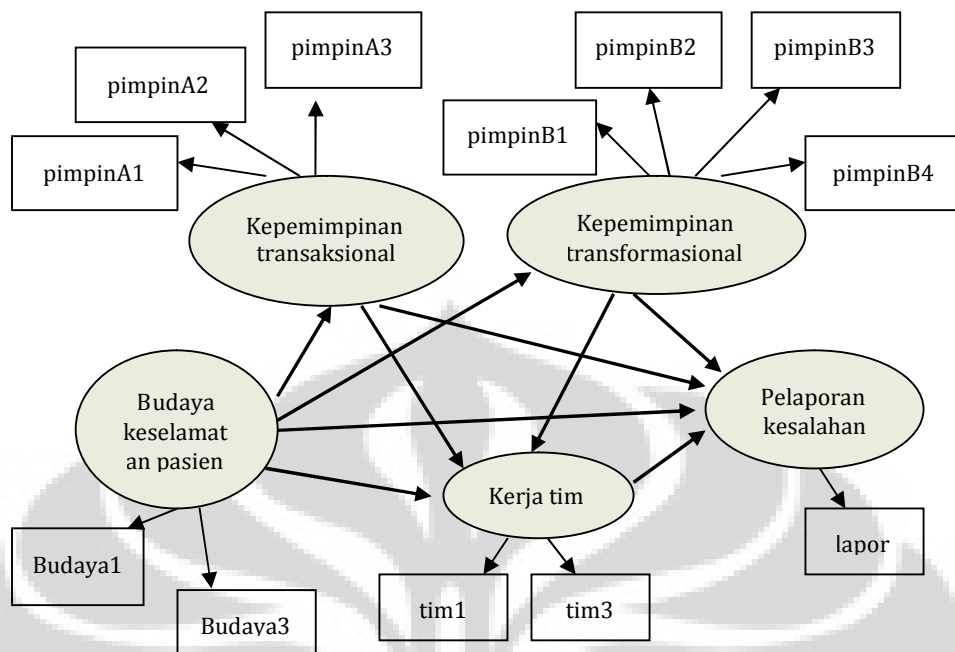 pimpinA3
pimpinB2
pimpinB3
pimpinA2
pimpinB1
pimpinA1
pimpinB4
Kepemimpinan
transaksional
Kepemimpinan
transformasional
Budaya
keselamat
an pasien
Pelaporan
kesalahan
Kerja tim
Budaya1
Budaya3
tim1
tim3
lapor